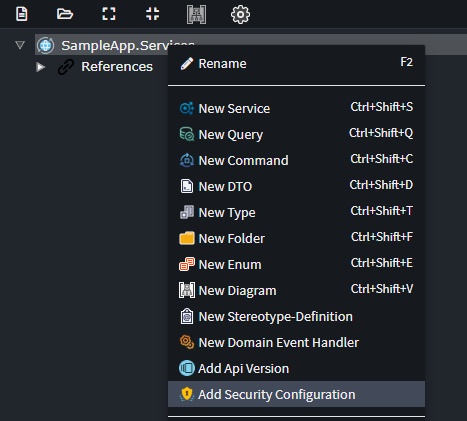 SampleApp.Services
References
Rename F2
New Service Ctrl+Shift+S
New Query Ctrl+Shift+Q
New Command Ctrl+Shift+C
New DTO Ctrl+Shift+D
New Type Ctrl+Shift+T
New Folder Ctrl+Shift+F
New Enum Ctrl+Shift+E
New Diagram Ctrl+Shift+V
New Stereotype-Definition
New Domain Event Handler
Add Api Version
Add Security Configuration